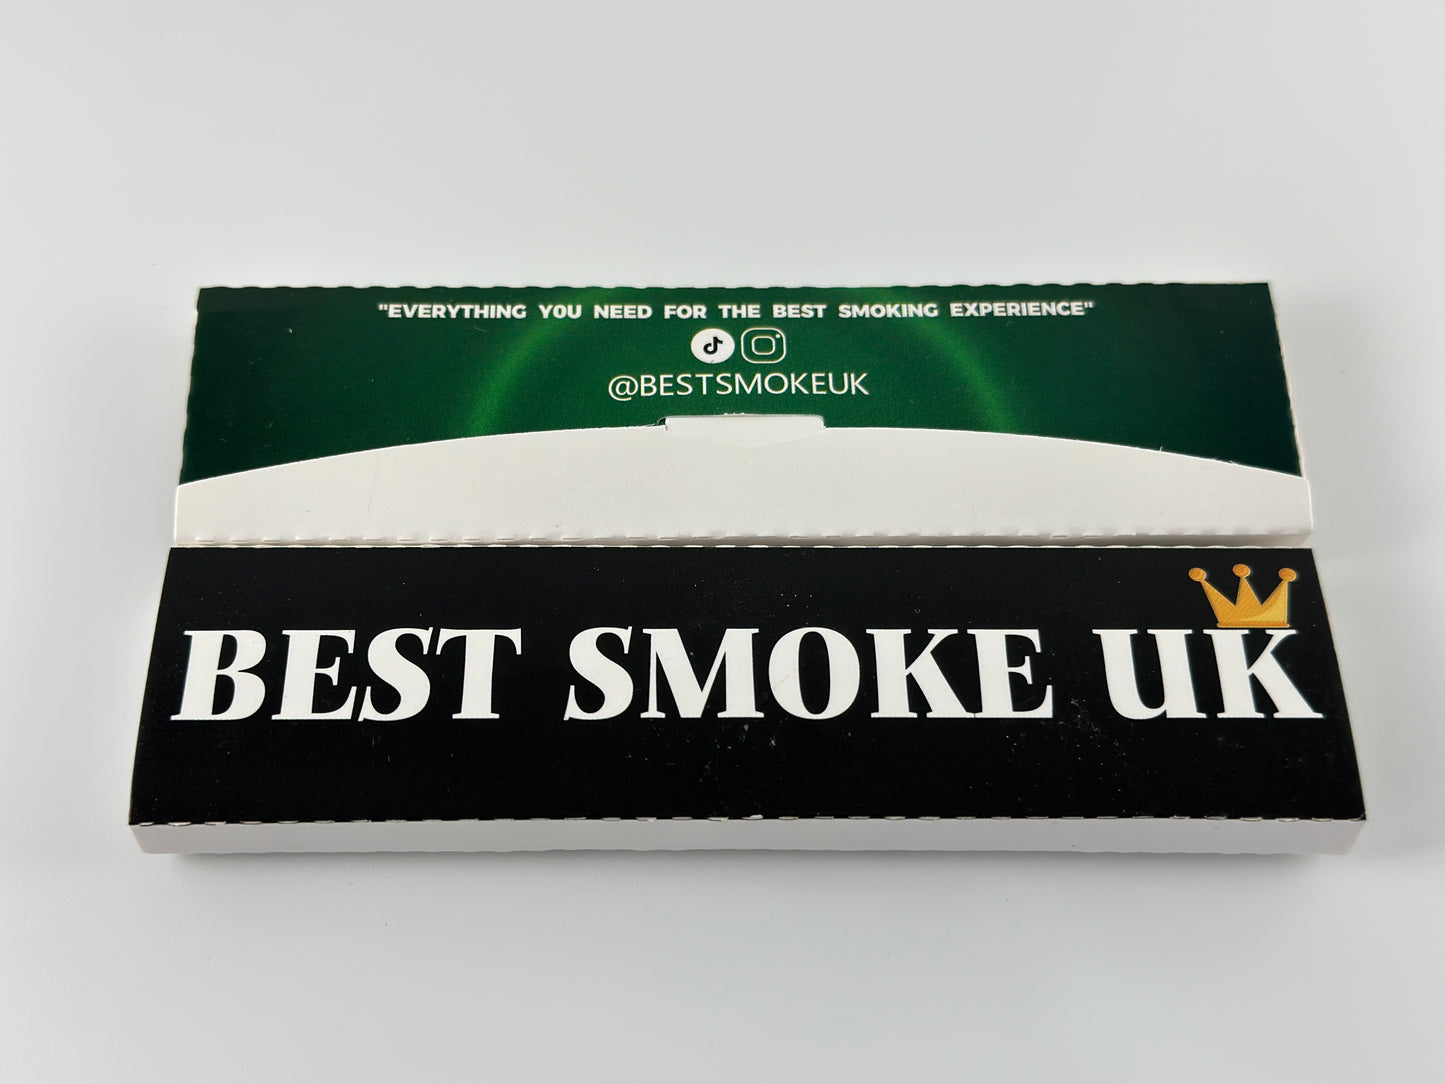 "EVERYTHING YOU NEED FOR THE BEST SMOKING EXPERIENCE"
@BESTSMOKEUK
BEST SMOKE UK